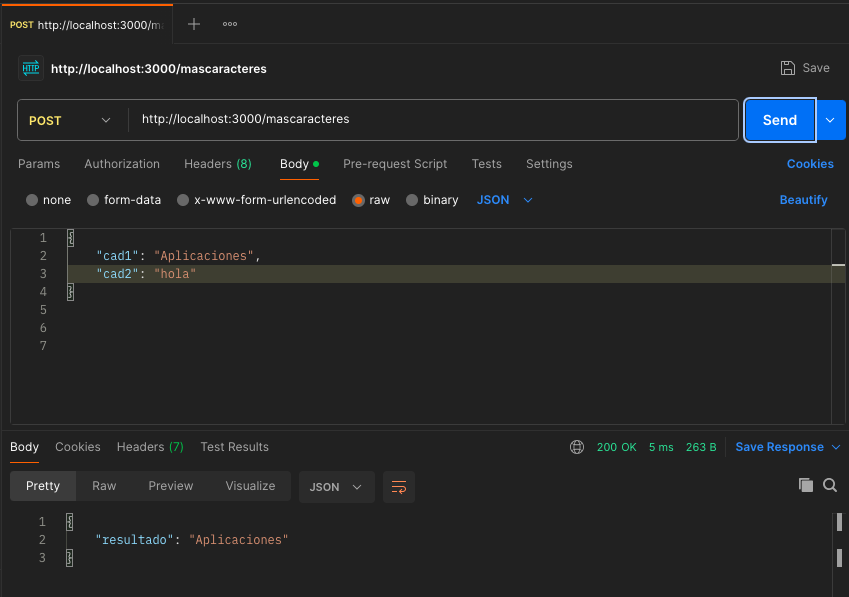 POST http://localhost:3000/ma
HTTP http://localhost:3000/mascaracteres Save
POST http://localhost:3000/mascaracteres Send
Params Authorization Headers (8) Body Pre-request Script Tests Settings Cookies
none form-data x-www-form-urlencoded raw binary JSON Beautify
1 {
2 "cad1": "Aplicaciones",
3 "cad2": "hola"
4 }
5
6
7
Body Cookies Headers (7) Test Results 200 OK 5 ms 263 B Save Response
Pretty Raw Preview Visualize JSON
1 {
2 "resultado": "Aplicaciones"
3 }